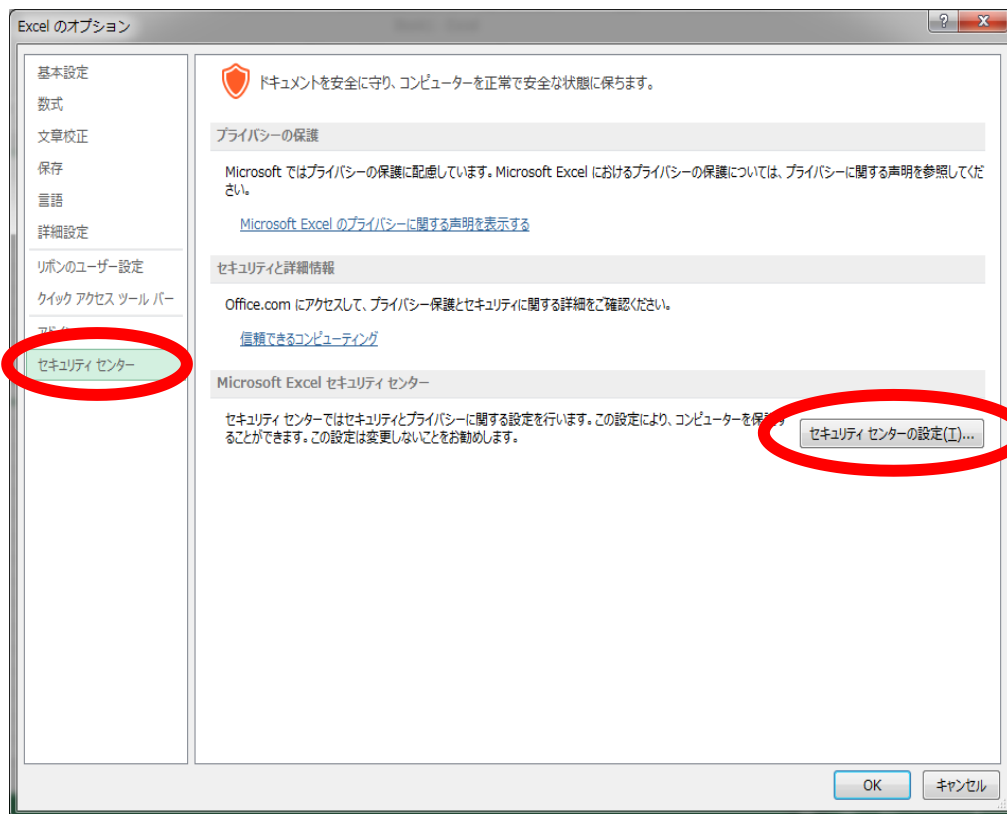 Excel のオプション
基本設定
数式
文章校正
保存
言語
詳細設定
リボンのユーザー設定
クイック アクセス ツール バー
セキュリティ センター
ドキュメントを安全に守り、コンピューターを正常で安全な状態に保ちます。
プライバシーの保護
Microsoft ではプライバシーの保護に配慮しています。Microsoft Excel におけるプライバシーの保護については、プライバシーに関する声明を参照してくだ
さい。
Microsoft Excel のプライバシーに関する声明を表示する
セキュリティと詳細情報
Office.com にアクセスして、プライバシー保護とセキュリティに関する詳細をご確認ください。
信頼できるコンピューティング
Microsoft Excel セキュリティ センター
セキュリティ センターではセキュリティとプライバシーに関する設定を行います。この設定により、コンピューターを保
ることができます。この設定は変更しないことをお勧めします。
セキュリティ センターの設定(T)...
OK
キャンセル